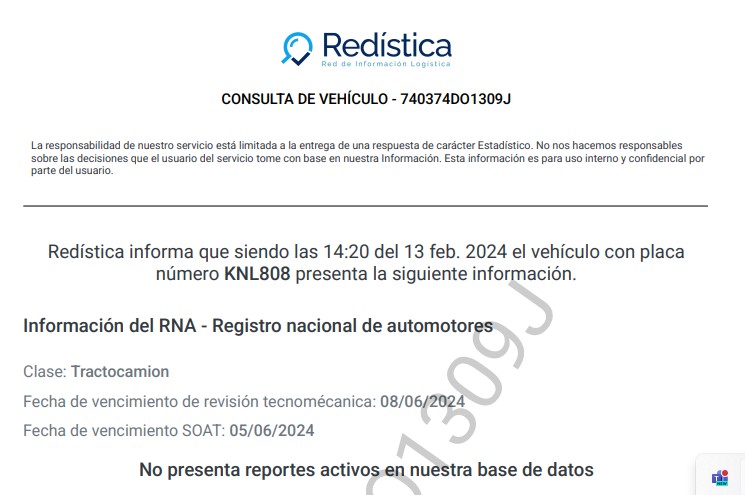 Redística
Red de Información Logística
CONSULTA DE VEHÍCULO - 740374DO1309J
La responsabilidad de nuestro servicio está limitada a la entrega de una respuesta de carácter Estadístico. No nos hacemos responsables
sobre las decisiones que el usuario del servicio tome con base en nuestra Información. Esta información es para uso interno y confidencial por
parte del usuario.
Redística informa que siendo las 14:20 del 13 feb. 2024 el vehículo con placa
número KNL808 presenta la siguiente información.
Información del RNA - Registro nacional de automotores
Clase: Tractocamion
Fecha de vencimiento de revisión tecnomécanica: 08/06/2024
Fecha de vencimiento SOAT: 05/06/2024
O1309J
No presenta reportes activos en nuestra base de datos